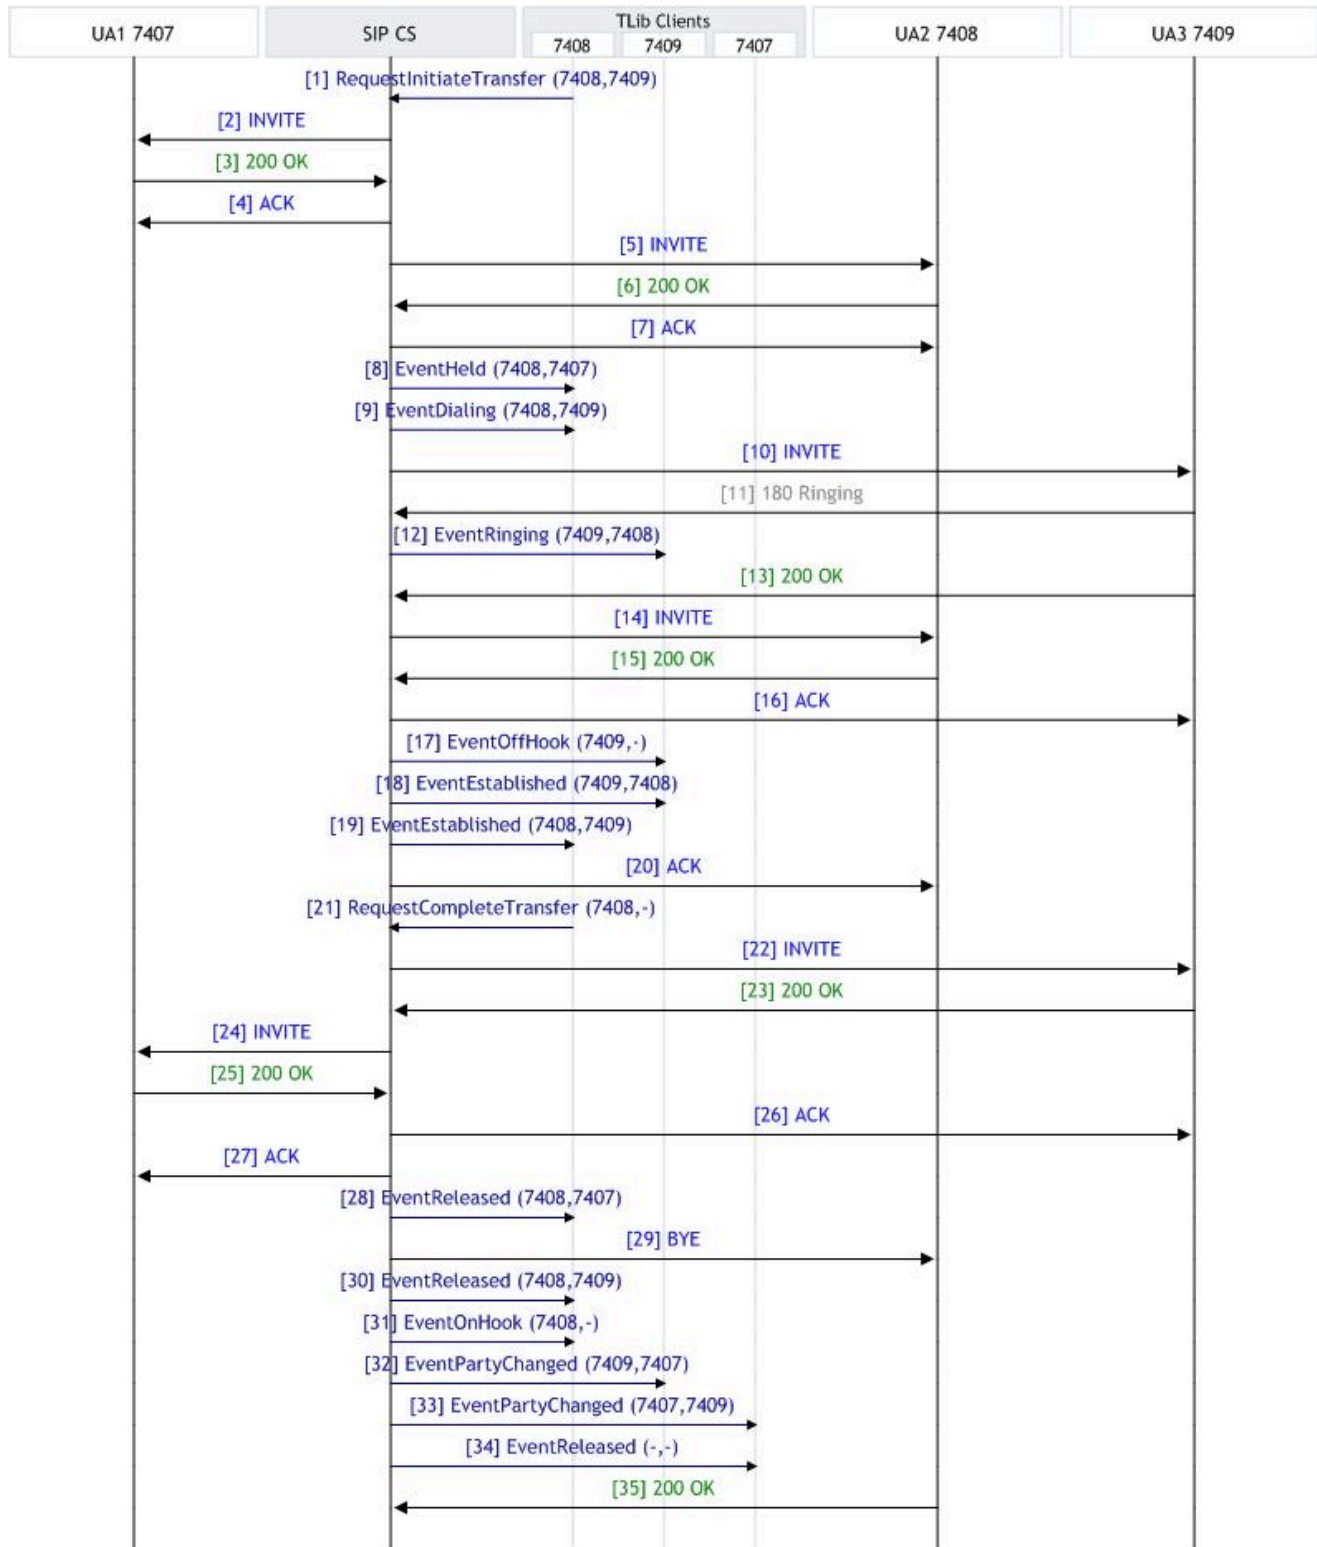 UA1 7407
SIP CS
TLib Clients
UA2 7408
UA3 7409
7408
7409
7407
[1] RequestInitiateTransfer (7408,7409)
[2] INVITE
[3] 200 OK
[4] ACK
[5] INVITE
[6] 200 OK
[7] ACK
[8] EventHeld (7408,7407)
[9] EventDialing (7408,7409)
[10] INVITE
[11] 180 Ringing
[12] EventRinging (7409,7408)
[13] 200 OK
[14] INVITE
[15] 200 OK
[16] ACK
[17] EventOffHook (7409,-)
[18] EventEstablished (7409,7408)
[19] EventEstablished (7408,7409)
[20] ACK
[21] RequestCompleteTransfer (7408,-)
[22] INVITE
[23] 200 OK
[24] INVITE
[25] 200 OK
[26] ACK
[27] ACK
[28] EventReleased (7408,7407)
[29] BYE
[30] EventReleased (7408,7409)
[31] EventOnHook (7408,-)
[32] EventPartyChanged (7409,7407)
[33] EventPartyChanged (7407,7409)
[34] EventReleased (-,-)
[35] 200 OK